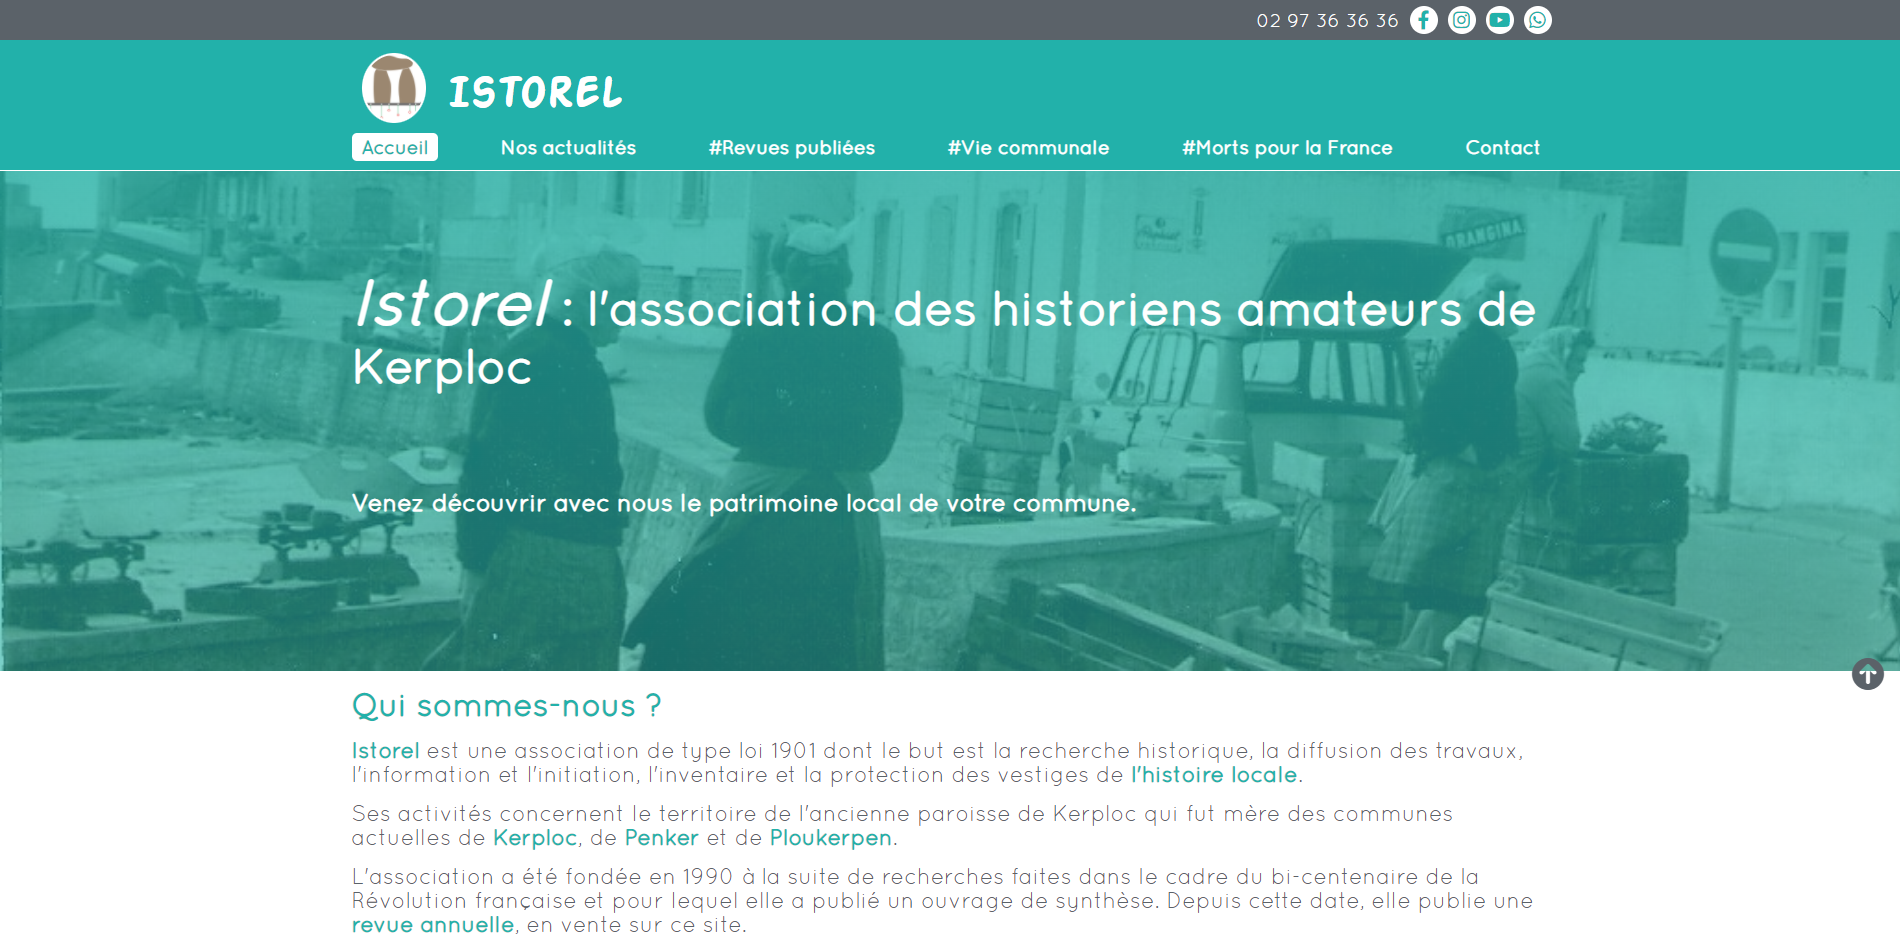 02 97 36 36 36
ISTOREL
Accueil Nos actualités #Revues publiées #Vie communale #Morts pour la France Contact
ORANGINA
Istorel : l'association des historiens amateurs de
Kerploc
Venez découvrir avec nous le patrimoine local de votre commune.
Qui sommes-nous ?
Istorel est une association de type loi 1901 dont le but est la recherche historique, la diffusion des travaux,
l'information et l'initiation, l'inventaire et la protection des vestiges de l'histoire locale.
Ses activités concernent le territoire de l'ancienne paroisse de Kerploc qui fut mère des communes
actuelles de Kerploc, de Penker et de Ploukerpen.
L'association a été fondée en 1990 à la suite de recherches faites dans le cadre du bi-centenaire de la
Révolution française et pour lequel elle a publié un ouvrage de synthèse. Depuis cette date, elle publie une
revue annuelle, en vente sur ce site.